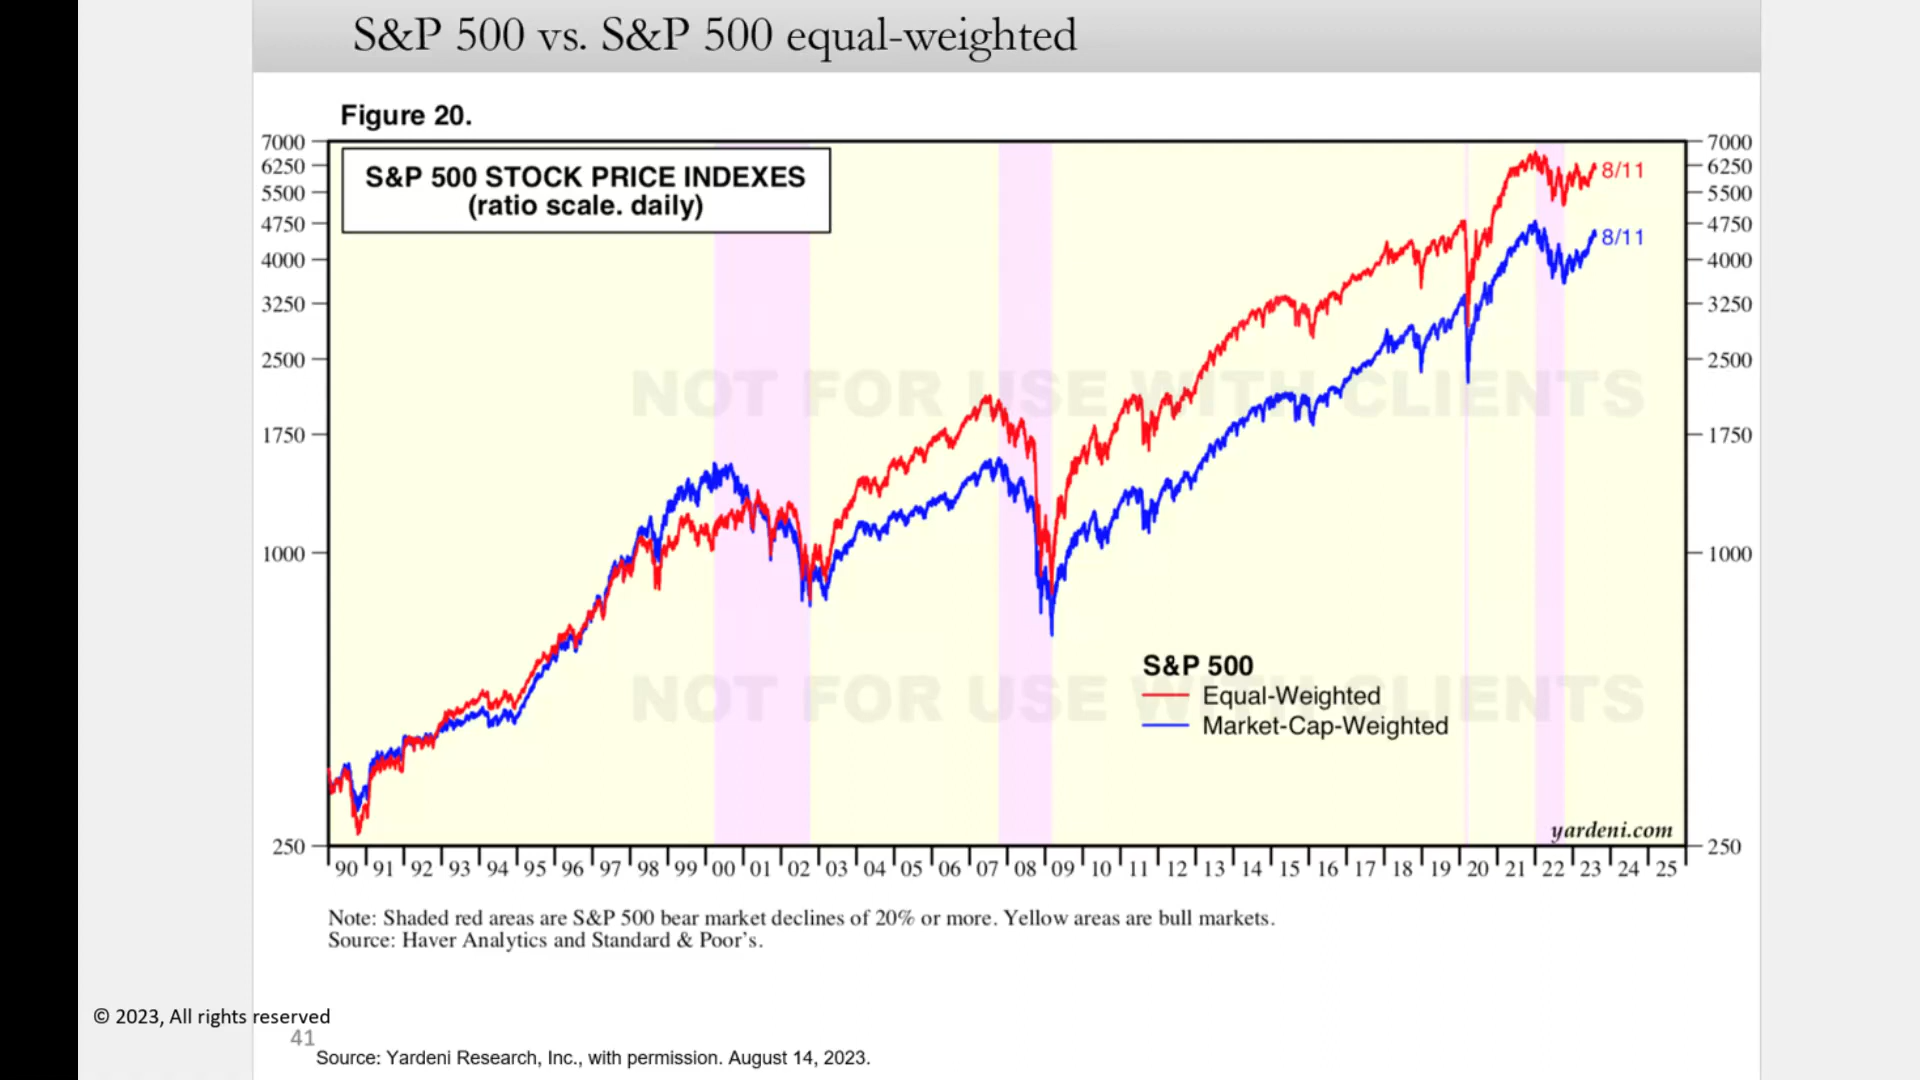 S&P 500 vs. S&P 500 equal-weighted
Figure 20.
S&P 500 STOCK PRICE INDEXES
(ratio scale. daily)
7000 7000
6250 6250
5500 5500
4750 4750
4000 4000
3250 3250
2500 2500
1750 1750
1000 1000
250 250
8/11
8/11
NOT FOR USE WITH CLIENTS
NOT FOR USE WITH CLIENTS
S&P 500
Equal-Weighted
Market-Cap-Weighted
yardeni.com
90 91 92 93 94 95 96 97 98 99 00 01 02 03 04 05 06 07 08 09 10 11 12 13 14 15 16 17 18 19 20 21 22 23 24 25
Note: Shaded red areas are S&P 500 bear market declines of 20% or more. Yellow areas are bull markets.
Source: Haver Analytics and Standard & Poor's.
© 2023, All rights reserved
41
Source: Yardeni Research, Inc., with permission. August 14, 2023.